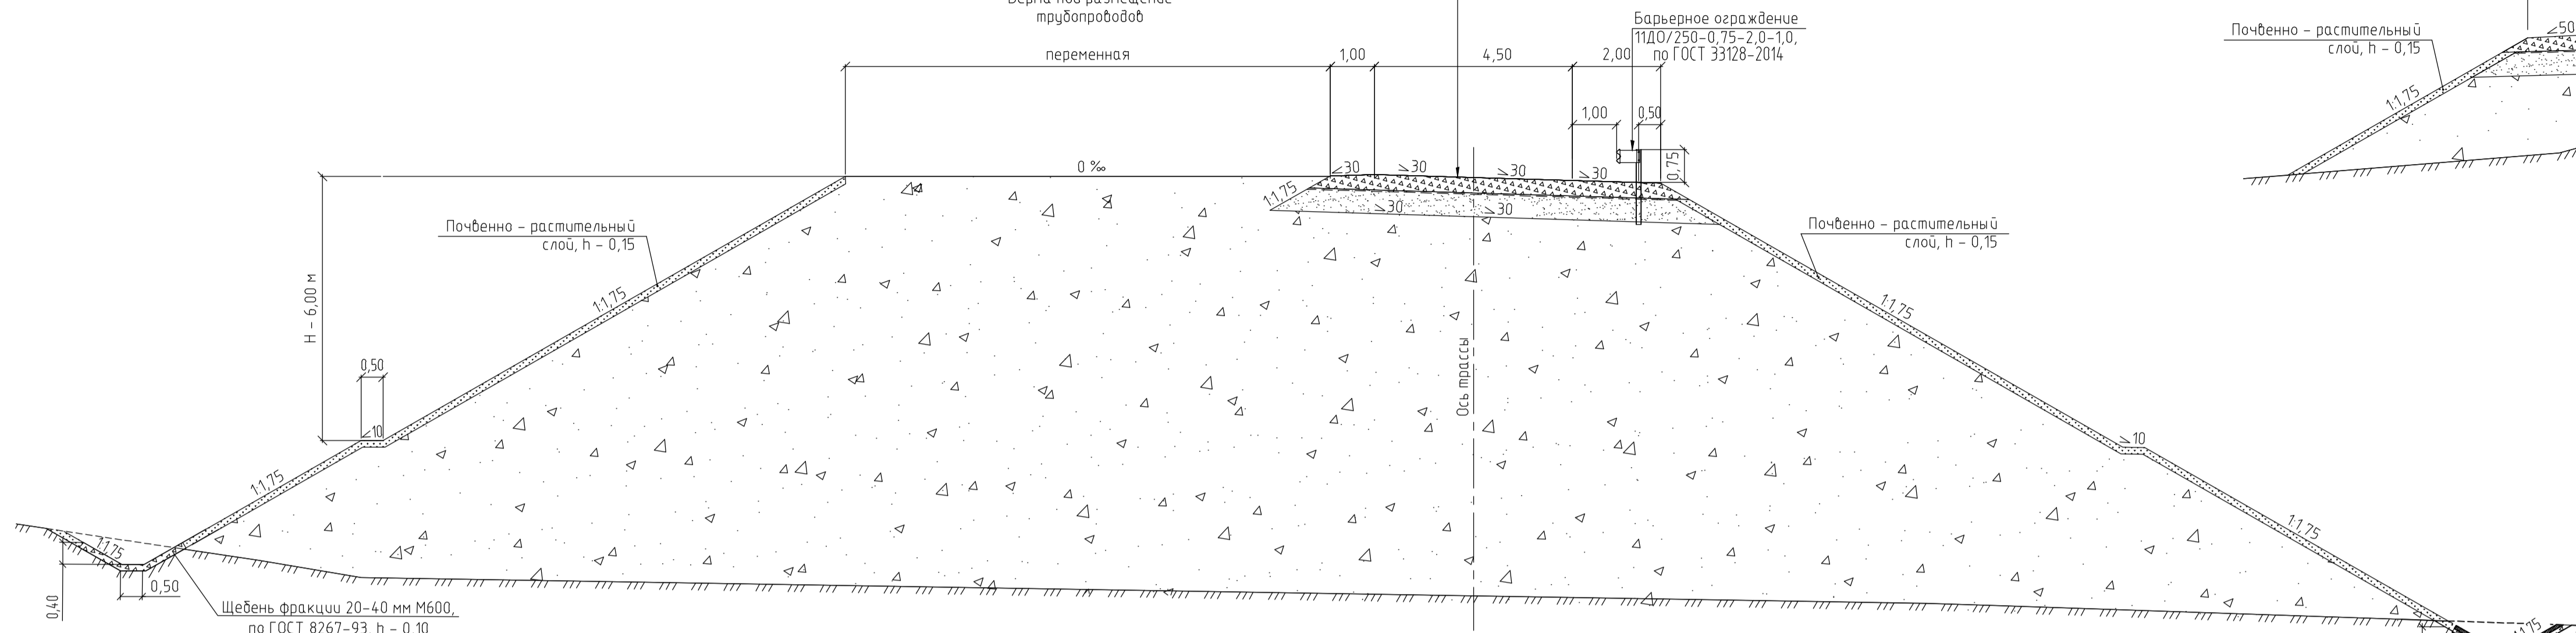 трубопроводов
переменная
1,00
4,50
2,00
Барьерное ограждение
11ДО/250-0,75-2,0-1,0,
по ГОСТ 33128-2014
1,00
0,50
0,75
Почвенно - растительный
слой, h - 0,15
50
1:1,75
0 ‰
30
30
30
30
1:1,75
30
30
Почвенно - растительный
слой, h - 0,15
Почвенно - растительный
слой, h - 0,15
H - 6,00 м
1:1,75
1:1,75
0,50
10
Ось трассы
10
1:1,75
1:1,75
1:1,75
0,40
0,50
Щебень фракции 20-40 мм М600,
по ГОСТ 8267-93, h - 0,10